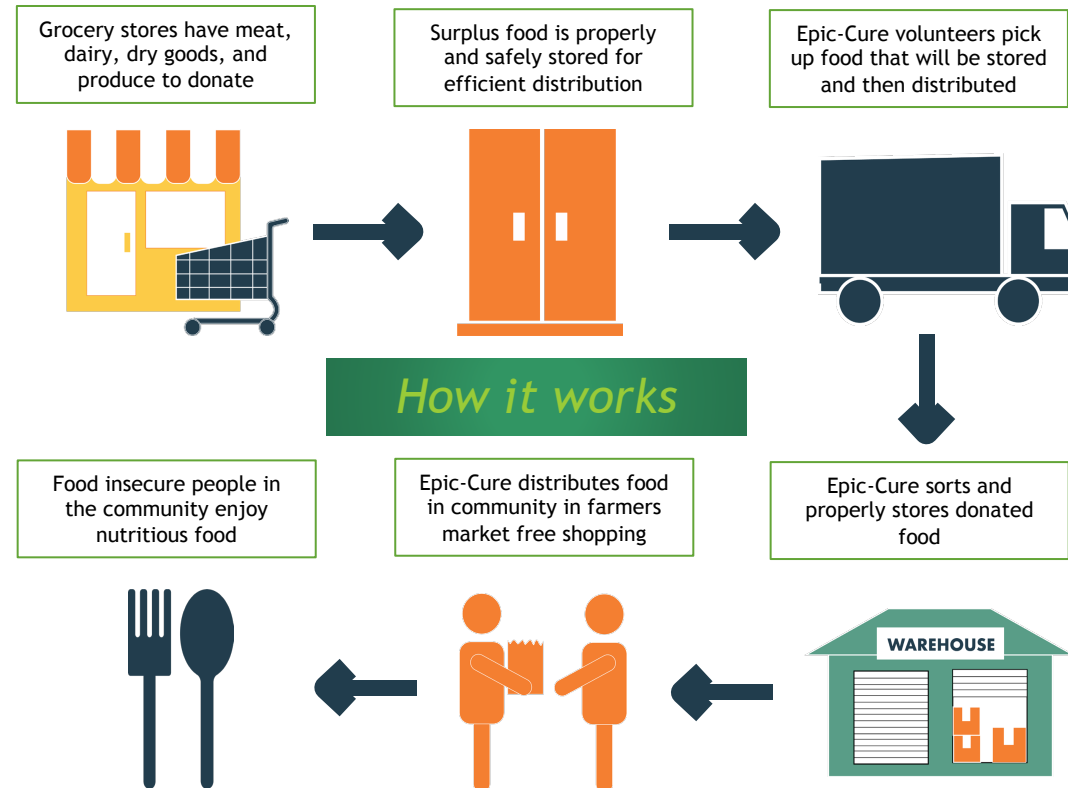 Grocery stores have meat,
dairy, dry goods, and
produce to donate
Surplus food is properly
and safely stored for
efficient distribution
Epic-Cure volunteers pick
up food that will be stored
and then distributed
How it works
Epic-Cure sorts and
properly stores donated
food
WAREHOUSE
Epic-Cure distributes food
in community in farmers
market free shopping
Food insecure people in
the community enjoy
nutritious food